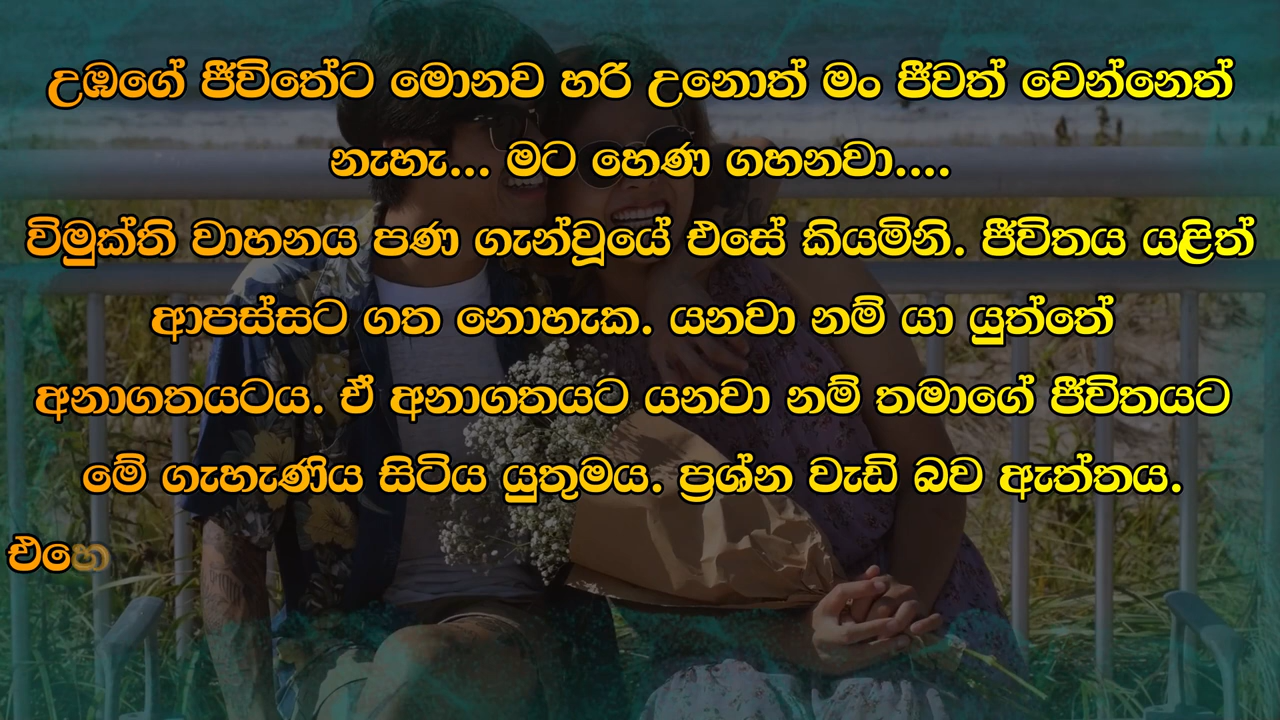 උඹගේ ජීවිතේට මොනව හරි උනොත් මං ජීවත් වෙන්නෙත්
නැහැ... මට හෙණ ගහනවා....
විමුක්ති වාහනය පණ ගැන්වූයේ එසේ කියමිනි. ජීවිතය යළිත්
ආපස්සට ගත නොහැක. යනවා නම් යා යුත්තේ
අනාගතයටය. ඒ අනාගතයට යනවා නම් තමාගේ ජීවිතයට
මේ ගැහැණිය සිටිය යුතුමය. ප්‍රශ්න වැඩි බව ඇත්තය.
එහෙ